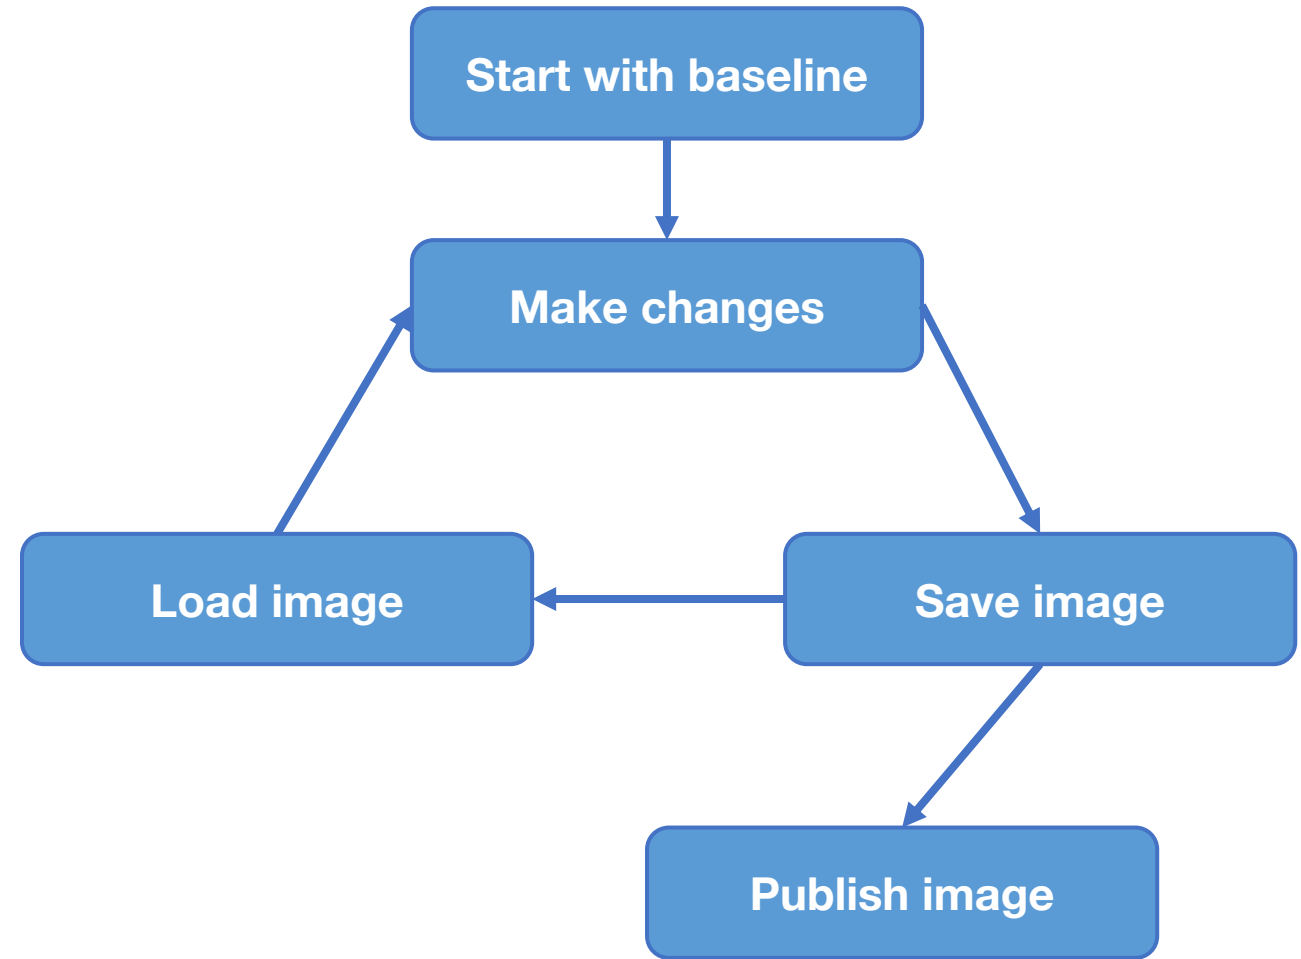 Start with baseline
Make changes
Load image
Save image
Publish image